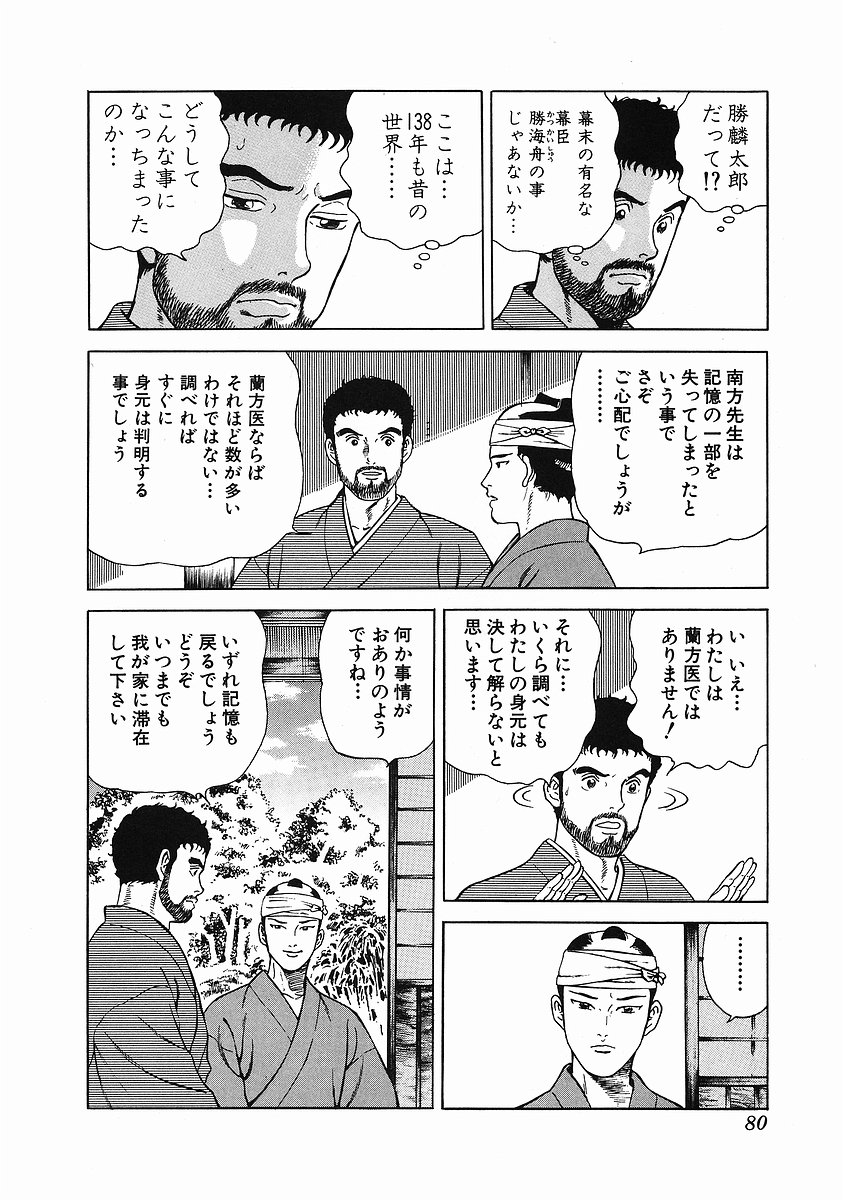 勝麟太郎
だって!?
幕末の有名な
幕臣
勝海舟の事
かつかいしゅう
じゃあないか…
ここは…
138年も昔の
世界……
どうして
こんな事に
なっちまった
のか…
南方先生は
記憶の一部を
失ってしまったと
いう事で
さぞ
ご心配でしょうが
………
蘭方医ならば
それほど数が多い
わけではない…
調べれば
すぐに
身元は判明する
事でしょう
い いえ…
わたしは
蘭方医では
ありません!
それに…
いくら調べても
わたしの身元は
決して解らないと
思います…
………
何か事情が
おありのよう
ですね…
いずれ記憶も
戻るでしょう
どうぞ
いつまでも
我が家に滞在
して下さい
80